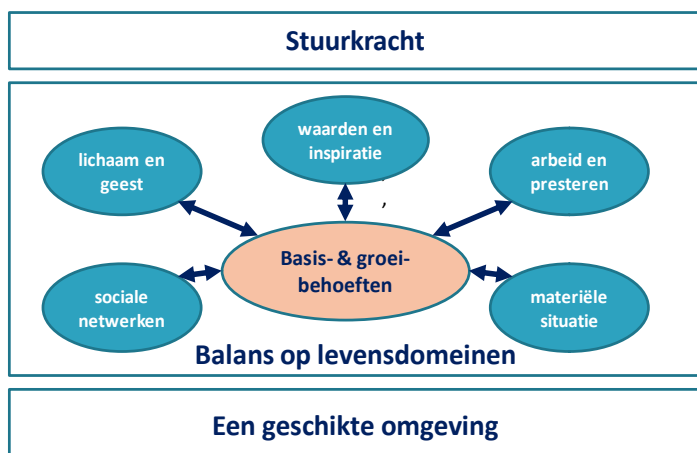 Stuurkracht
waarden en
inspiratie
lichaam en
geest
arbeid en
presteren
,
Basis- & groei-
behoeften
sociale
netwerken
materiële
situatie
Balans op levensdomeinen
Een geschikte omgeving